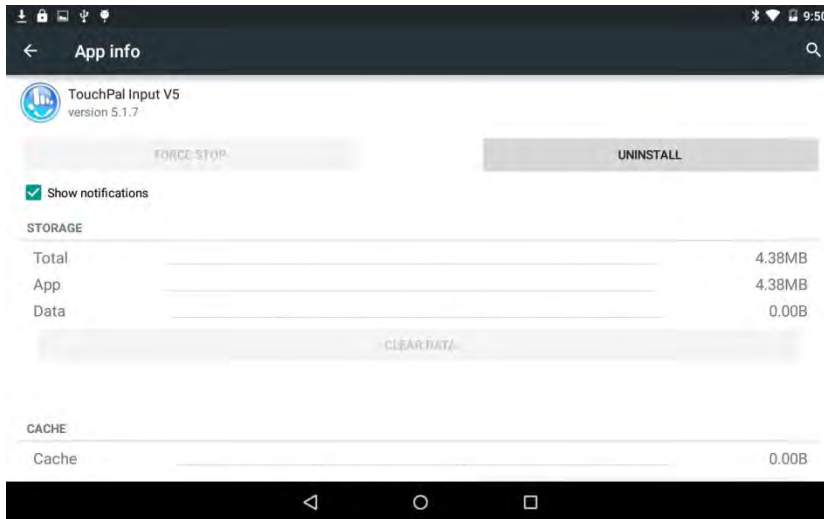 9:50
App info
TouchPal Input V5
version 5.1.7
FORCE STOP
UNINSTALL
Show notifications
STORAGE
Total 4.38MB
App 4.38MB
Data 0.00B
CLEAR DATA
CACHE
Cache 0.00B